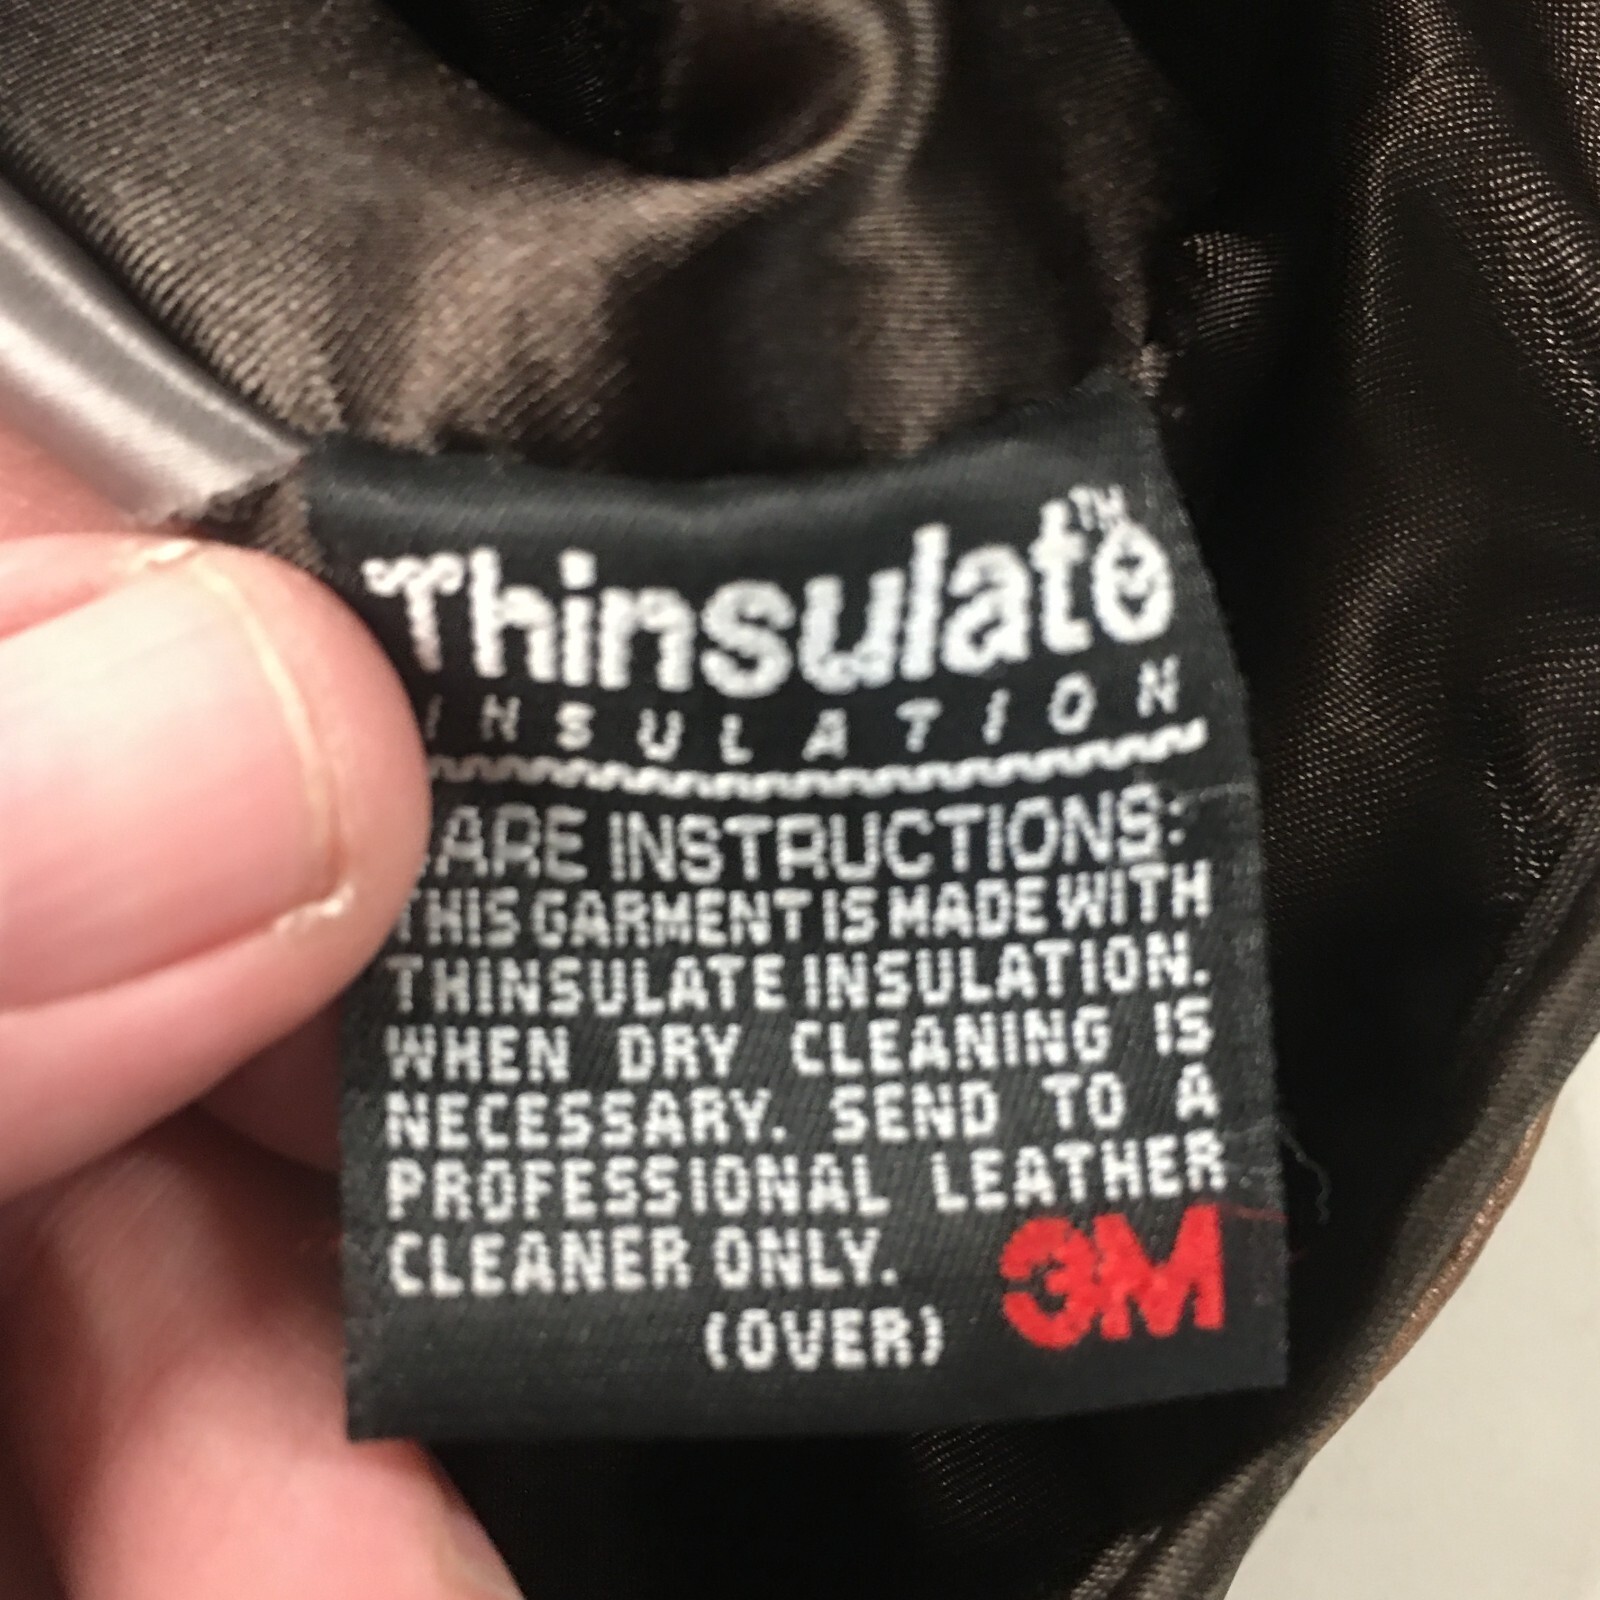 Thinsulate™
INSULATION
ARE INSTRUCTIONS:
THIS GARMENT IS MADE WITH
THINSULATE INSULATION.
WHEN DRY CLEANING IS
NECESSARY. SEND TO A
PROFESSIONAL LEATHER
CLEANER ONLY.
3M
(OVER)